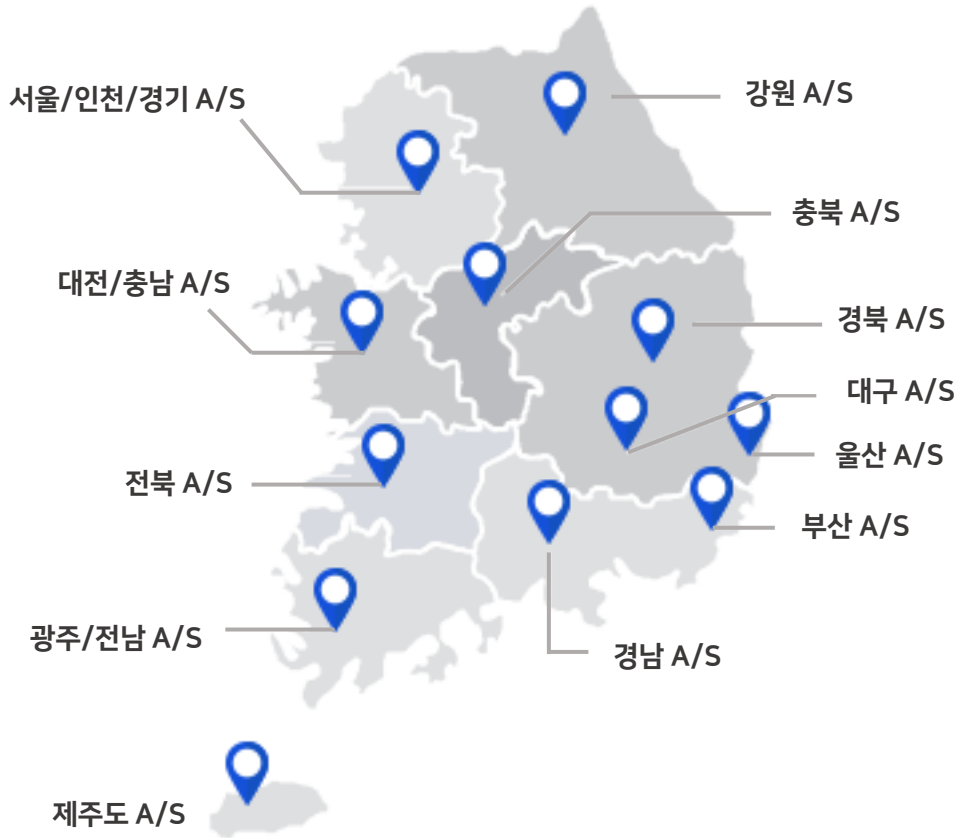 서울/인천/경기 A/S
강원 A/S
충북 A/S
대전/충남 A/S
경북 A/S
대구 A/S
울산 A/S
전북 A/S
부산 A/S
광주/전남 A/S
경남 A/S
제주도 A/S